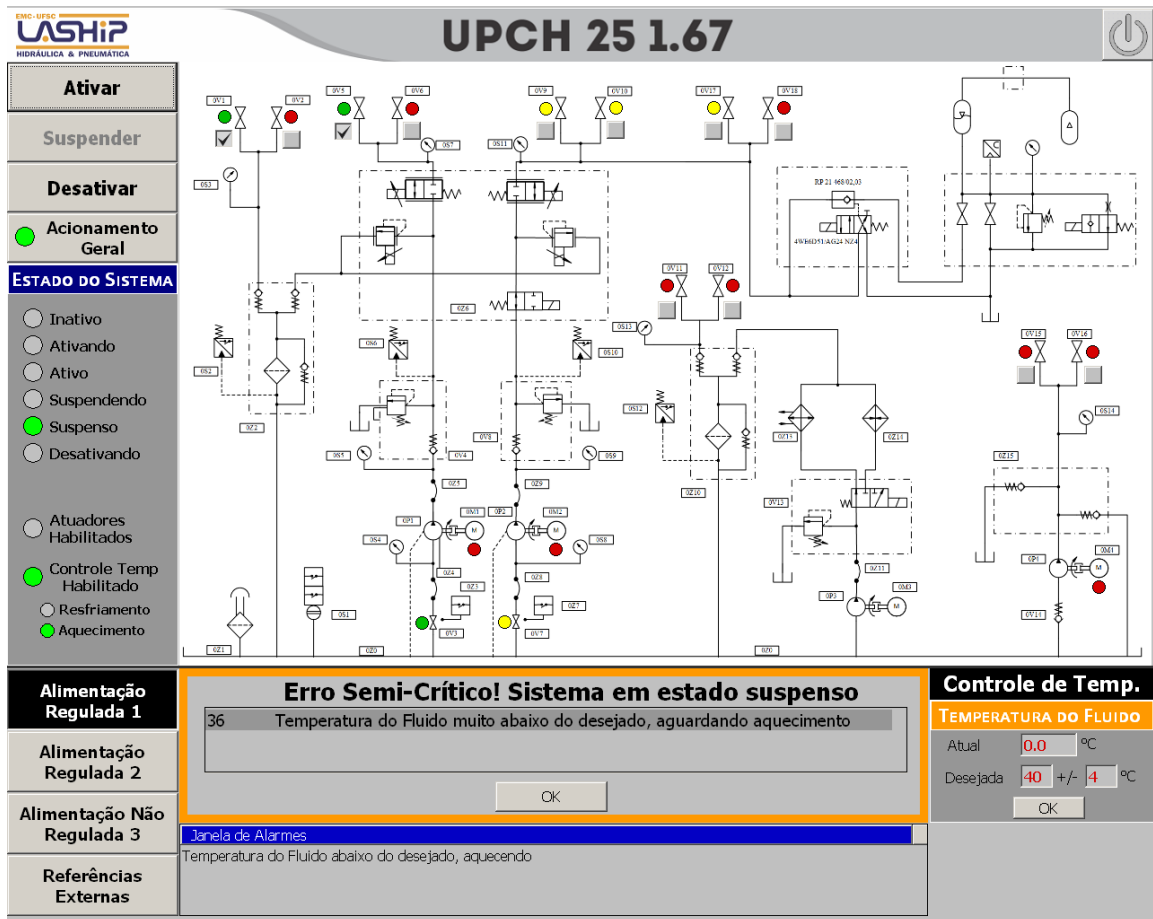 EMC-UFSC
LASHIP
HIDRÁULICA & PNEUMÁTICA
UPCH 25 1.67
Ativar
Suspender
Desativar
Acionamento
Geral
ESTADO DO SISTEMA
Inativo
Ativando
Ativo
Suspendendo
Suspenso
Desativando
Atuadores
Habilitados
Controle Temp
Habilitado
Resfriamento
Aquecimento
0V1
0V2
0V5
0V6
0V9
0V10
0V17
0V18
0S7
0S11
0S3
RP 21 468/02,03
4WE6D51/AG24 NZ4
C
0V11
0V12
0Z6
0S13
0V15
0V16
0S6
0S10
0S2
0S12
0S14
0Z2
0V8
0Z13
0Z14
0S5
0V4
0S9
0Z15
0Z5
0Z9
0Z10
0V13
0P1
0M1
0P2
0M2
M
M
0S4
0S8
0M4
0P4
M
0Z4
0Z3
0Z8
0Z7
0Z11
0M3
0P3
M
0S1
0V14
0V3
0V7
0Z1
0Z0
0Z0
Alimentação
Regulada 1
Alimentação
Regulada 2
Alimentação Não
Regulada 3
Referências
Externas
Erro Semi-Crítico! Sistema em estado suspenso
36 Temperatura do Fluido muito abaixo do desejado, aguardando aquecimento
OK
Janela de Alarmes
Temperatura do Fluido abaixo do desejado, aquecendo
Controle de Temp.
TEMPERATURA DO FLUIDO
Atual 0.0 ºC
Desejada 40 +/- 4 ºC
OK